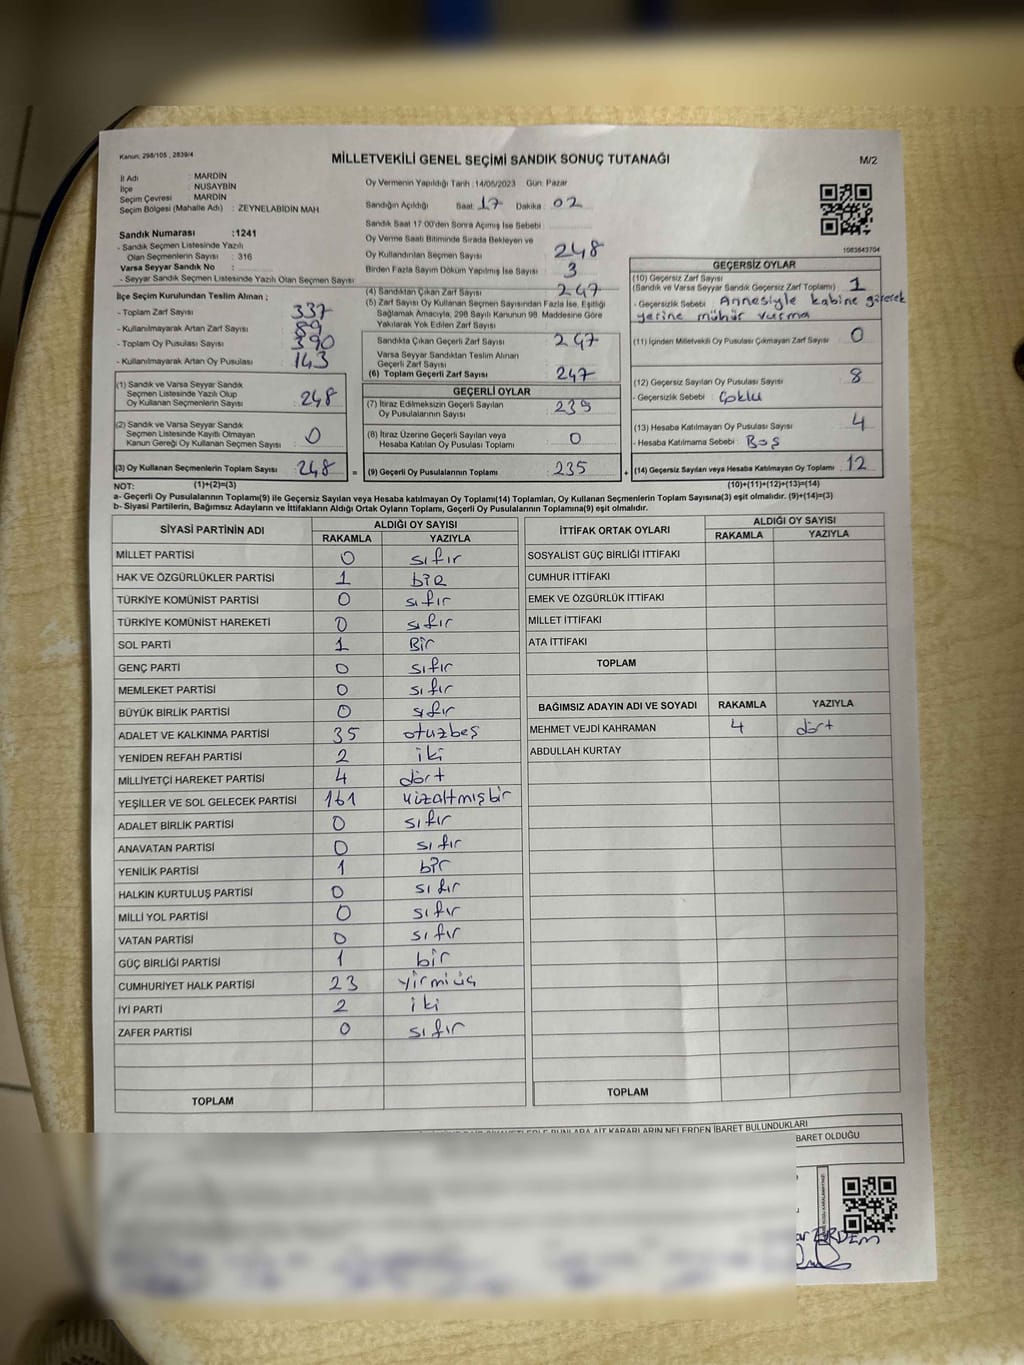 Kanun: 298/105, 2839/4
MİLLETVEKİLİ GENEL SEÇİMİ SANDIK SONUÇ TUTANAĞI
M/2
İl Adı : MARDİN
İlçe : NUSAYBİN
Seçim Çevresi : MARDİN
Seçim Bölgesi (Mahalle Adı) : ZEYNELABİDİN MAH
Sandık Numarası :1241
- Sandık Seçmen Listesinde Yazılı
Olan Seçmenlerin Sayısı : 316
Varsa Seyyar Sandık No :
- Seyyar Sandık Seçmen Listesinde Yazılı Olan Seçmen Sayısı
İlçe Seçim Kurulundan Teslim Alınan ;
- Toplam Zarf Sayısı 337
- Kullanılmayarak Artan Zarf Sayısı 89
- Toplam Oy Pusulası Sayısı 390
- Kullanılmayarak Artan Oy Pusulası 143
(1) Sandık ve Varsa Seyyar Sandık
Seçmen Listesinde Yazılı Olup
Oy Kullanan Seçmenlerin Sayısı 248
(2) Sandık ve Varsa Seyyar Sandık
Seçmen Listesinde Kayıtlı Olmayan
Kanun Gereği Oy Kullanan Seçmen Sayısı 0
(3) Oy Kullanan Seçmenlerin Toplam Sayısı 248
Oy Vermenin Yapıldığı Tarih :14/05/2023 Gün: Pazar
Sandığın Açıldığı Saat 17 Dakika 02
Sandık Saat 17:00'den Sonra Açılmış İse Sebebi :
Oy Verme Saati Bitiminde Sırada Bekleyen ve
Oy Kullandırılan Seçmen Sayısı 248
Birden Fazla Sayım Döküm Yapılmış İse Sayısı 3
(4) Sandıktan Çıkan Zarf Sayısı 247
(5) Zarf Sayısı Oy Kullanan Seçmen Sayısından Fazla İse, Eşitliği
Sağlamak Amacıyla, 298 Sayılı Kanunun 98. Maddesine Göre
Yakılarak Yok Edilen Zarf Sayısı
Sandıkta Çıkan Geçerli Zarf Sayısı 247
Varsa Seyyar Sandıktan Teslim Alınan
Geçerli Zarf Sayısı
(6) Toplam Geçerli Zarf Sayısı 247
GEÇERLİ OYLAR
(7) İtiraz Edilmeksizin Geçerli Sayılan
Oy Pusulalarının Sayısı 235
(8) İtiraz Üzerine Geçerli Sayılan veya
Hesaba Katılan Oy Pusulası Toplamı 0
= (9) Geçerli Oy Pusulalarının Toplamı 235
1083643704
GEÇERSİZ OYLAR
(10) Geçersiz Zarf Sayısı
(Sandık ve Varsa Seyyar Sandık Geçersiz Zarf Toplamı) 1
- Geçersizlik Sebebi : Annesiyle kabine girerek
yerine mühür vurma
(11) İçinden Milletvekili Oy Pusulası Çıkmayan Zarf Sayısı 0
(12) Geçersiz Sayılan Oy Pusulası Sayısı 8
- Geçersizlik Sebebi : Çoklu
(13) Hesaba Katılmayan Oy Pusulası Sayısı 4
- Hesaba Katılmama Sebebi : Boş
+ (14) Geçersiz Sayılan veya Hesaba Katılmayan Oy Toplamı 12
NOT: (1)+(2)=(3) (10)+(11)+(12)+(13)=(14)
a- Geçerli Oy Pusulalarının Toplamı(9) ile Geçersiz Sayılan veya Hesaba katılmayan Oy Toplamı(14) Toplamları, Oy Kullanan Seçmenlerin Toplam Sayısına(3) eşit olmalıdır. (9)+(14)=(3)
b- Siyasi Partilerin, Bağımsız Adayların ve İttifakların Aldığı Ortak Oyların Toplamı, Geçerli Oy Pusulalarının Toplamına(9) eşit olmalıdır.
SİYASİ PARTİNİN ADI ALDIĞI OY SAYISI
RAKAMLA YAZIYLA
MİLLET PARTİSİ 0 sıfır
HAK VE ÖZGÜRLÜKLER PARTİSİ 1 bir
TÜRKİYE KOMÜNİST PARTİSİ 0 sıfır
TÜRKİYE KOMÜNİST HAREKETİ 0 sıfır
SOL PARTİ 1 Bir
GENÇ PARTİ 0 sıfır
MEMLEKET PARTİSİ 0 sıfır
BÜYÜK BİRLİK PARTİSİ 0 sıfır
ADALET VE KALKINMA PARTİSİ 35 otuzbeş
YENİDEN REFAH PARTİSİ 2 iki
MİLLİYETÇİ HAREKET PARTİSİ 4 dört
YEŞİLLER VE SOL GELECEK PARTİSİ 161 yüzaltmışbir
ADALET BİRLİK PARTİSİ 0 sıfır
ANAVATAN PARTİSİ 0 sıfır
YENİLİK PARTİSİ 1 bir
HALKIN KURTULUŞ PARTİSİ 0 sıfır
MİLLİ YOL PARTİSİ 0 sıfır
VATAN PARTİSİ 0 sıfır
GÜÇ BİRLİĞİ PARTİSİ 1 bir
CUMHURİYET HALK PARTİSİ 23 yirmiüç
İYİ PARTİ 2 iki
ZAFER PARTİSİ 0 sıfır
TOPLAM
İTTİFAK ORTAK OYLARI ALDIĞI OY SAYISI
RAKAMLA YAZIYLA
SOSYALİST GÜÇ BİRLİĞİ İTTİFAKI
CUMHUR İTTİFAKI
EMEK VE ÖZGÜRLÜK İTTİFAKI
MİLLET İTTİFAKI
ATA İTTİFAKI
TOPLAM
BAĞIMSIZ ADAYIN ADI VE SOYADI RAKAMLA YAZIYLA
MEHMET VEJDİ KAHRAMAN 4 dört
ABDULLAH KURTAY
TOPLAM
BUNLARA AİT KARARLARIN NELERDEN İBARET BULUNDUKLARI
BARET OLDUĞU
ERDEM